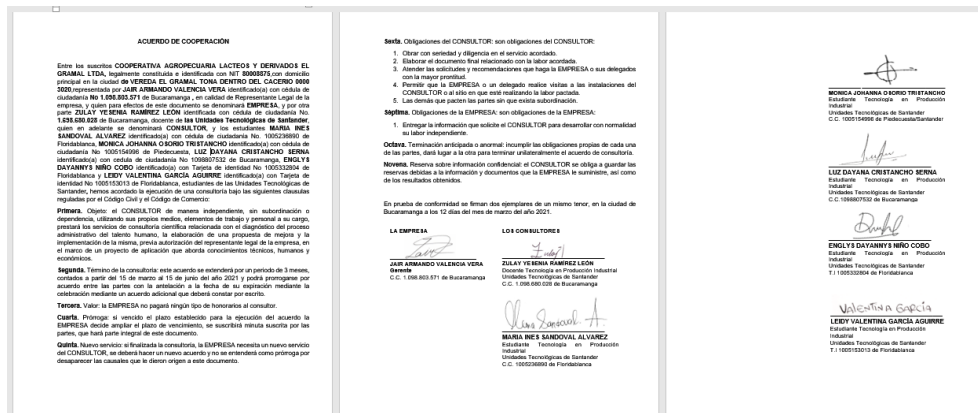 ACUERDO DE COOPERACIÓN
Entre los suscritos COOPERATIVA AGROPECUARIA LACTEOS Y DERIVADOS EL
GRAMAL LTDA, legalmente constituida e identificada con NIT 80008875,con domicilio
principal en la ciudad de VEREDA EL GRAMAL TONA DENTRO DEL CACERIO 0000
3020,representada por JAIR ARMANDO VALENCIA VERA identificado(a) con cédula de
ciudadanía No 1.098.803.571 de Bucaramanga , en calidad de Representante Legal de la
empresa, y quien para efectos de este documento se denominará EMPRESA, y por otra
parte ZULAY YESENIA RAMÍREZ LEÓN identificada con cédula de ciudadanía No.
1.098.680.028 de Bucaramanga, docente de las Unidades Tecnológicas de Santander,
quien en adelante se denominará CONSULTOR, y los estudiantes MARIA INES
SANDOVAL ALVAREZ identificado(a) con cédula de ciudadania No. 1005236890 de
Floridablanca, MONICA JOHANNA OSORIO TRISTANCHO identificado(a) con cédula de
ciudadanía No 1005154996 de Piedecuesta, LUZ DAYANA CRISTANCHO SERNA
identificado(a) con cedula de ciudadanía No 1098807532 de Bucaramanga, ENGLYS
DAYANNYS NIÑO COBO identificado(a) con Tarjeta de identidad No 1005332804 de
Floridablanca y LEIDY VALENTINA GARCÍA AGUIRRE identificado(a) con Tarjeta de
identidad No 1005153013 de Floridablanca, estudiantes de las Unidades Tecnológicas de
Santander, hemos acordado la ejecución de una consultoría bajo las siguientes clausulas
reguladas por el Código Civil y el Código de Comercio:
Primera. Objeto: el CONSULTOR de manera independiente, sin subordinación o
dependencia, utilizando sus propios medios, elementos de trabajo y personal a su cargo,
prestará los servicios de consultoría científica relacionada con el diagnóstico del proceso
administrativo del talento humano, la elaboración de una propuesta de mejora y la
implementación de la misma, previa autorización del representante legal de la empresa, en
el marco de un proyecto de aplicación que aborda conocimientos técnicos, humanos y
económicos.
Segunda. Término de la consultoría: este acuerdo se extenderá por un periodo de 3 meses,
contados a partir del 15 de marzo al 15 de junio del año 2021 y podrá prorrogarse por
acuerdo entre las partes con la antelación a la fecha de su expiración mediante la
celebración mediante un acuerdo adicional que deberá constar por escrito.
Tercera. Valor: la EMPRESA no pagará ningún tipo de honorarios al consultor.
Cuarta. Prórroga: si vencido el plazo establecido para la ejecución del acuerdo la
EMPRESA decide ampliar el plazo de vencimiento, se suscribirá minuta suscrita por las
partes, que hará parte integral de este documento.
Quinta. Nuevo servicio: si finalizada la consultoría, la EMPRESA necesita un nuevo servicio
del CONSULTOR, se deberá hacer un nuevo acuerdo y no se entenderá como prórroga por
desaparecer las causales que le dieron origen a este documento.
Sexta. Obligaciones del CONSULTOR: son obligaciones del CONSULTOR:
1. Obrar con seriedad y diligencia en el servicio acordado.
2. Elaborar el documento final relacionado con la labor acordada.
3. Atender las solicitudes y recomendaciones que haga la EMPRESA o sus delegados
con la mayor prontitud.
4. Permitir que la EMPRESA o un delegado realice visitas a las instalaciones del
CONSULTOR o al sitio en que esté realizando la labor pactada.
5. Las demás que pacten las partes sin que exista subordinación.
Séptima. Obligaciones de la EMPRESA: son obligaciones de la EMPRESA:
1. Entregar la información que solicite el CONSULTOR para desarrollar con normalidad
su labor independiente.
Octava. Terminación anticipada o anormal: incumplir las obligaciones propias de cada una
de las partes, dará lugar a la otra para terminar unilateralmente el acuerdo de consultoría.
Novena. Reserva sobre información confidencial: el CONSULTOR se obliga a guardar las
reservas debidas a la información y documentos que la EMPRESA le suministre, así como
de los resultados obtenidos.
En prueba de conformidad se firman dos ejemplares de un mismo tenor, en la ciudad de
Bucaramanga a los 12 días del mes de marzo del año 2021.
LA EMPRESA
JAIR ARMANDO VALENCIA VERA
Gerente
C.C. 1.098.803.571 de Bucaramanga
LOS CONSULTORES
ZULAY YESENIA RAMÍREZ LEÓN
Docente Tecnología en Producción Industrial
Unidades Tecnológicas de Santander
C.C. 1.098.680.028 de Bucaramanga
Maria Sandoval A.
MARIA INES SANDOVAL ALVAREZ
Estudiante Tecnología en Producción
Industrial
Unidades Tecnológicas de Santander
C.C. 1005236890 de Floridablanca
MONICA JOHANNA OSORIO TRISTANCHO
Estudiante Tecnología en Producción
Industrial
Unidades Tecnológicas de Santander
C.C. 1005154996 de Piedecuesta/Santander
LUZ DAYANA CRISTANCHO SERNA
Estudiante Tecnología en Producción
Industrial
Unidades Tecnológicas de Santander
C.C.1098807532 de Bucaramanga
ENGLYS DAYANNYS NIÑO COBO
Estudiante Tecnología en Producción
Industrial
Unidades Tecnológicas de Santander
T.I 1005332804 de Floridablanca
VALENTINA GARCÍA
LEIDY VALENTINA GARCÍA AGUIRRE
Estudiante Tecnología en Producción
Industrial
Unidades Tecnológicas de Santander
T.I 1005153013 de Floridablanca